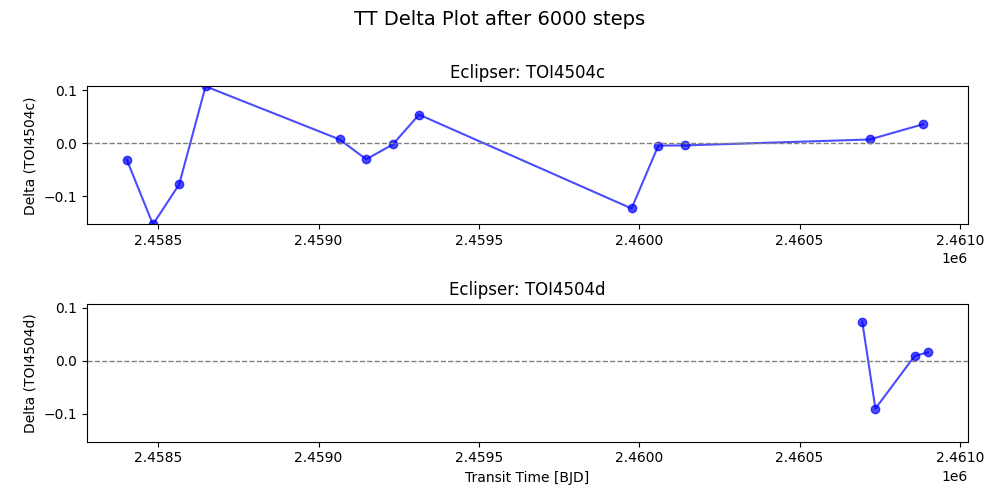 TT Delta Plot after 6000 steps
Eclipser: TOI4504c
Delta (TOI4504c)
0.1
0.0
−0.1
2.4585 2.4590 2.4595 2.4600 2.4605 2.4610
1e6
Eclipser: TOI4504d
Delta (TOI4504d)
0.1
0.0
−0.1
2.4585 2.4590 2.4595 2.4600 2.4605 2.4610
1e6
Transit Time [BJD]